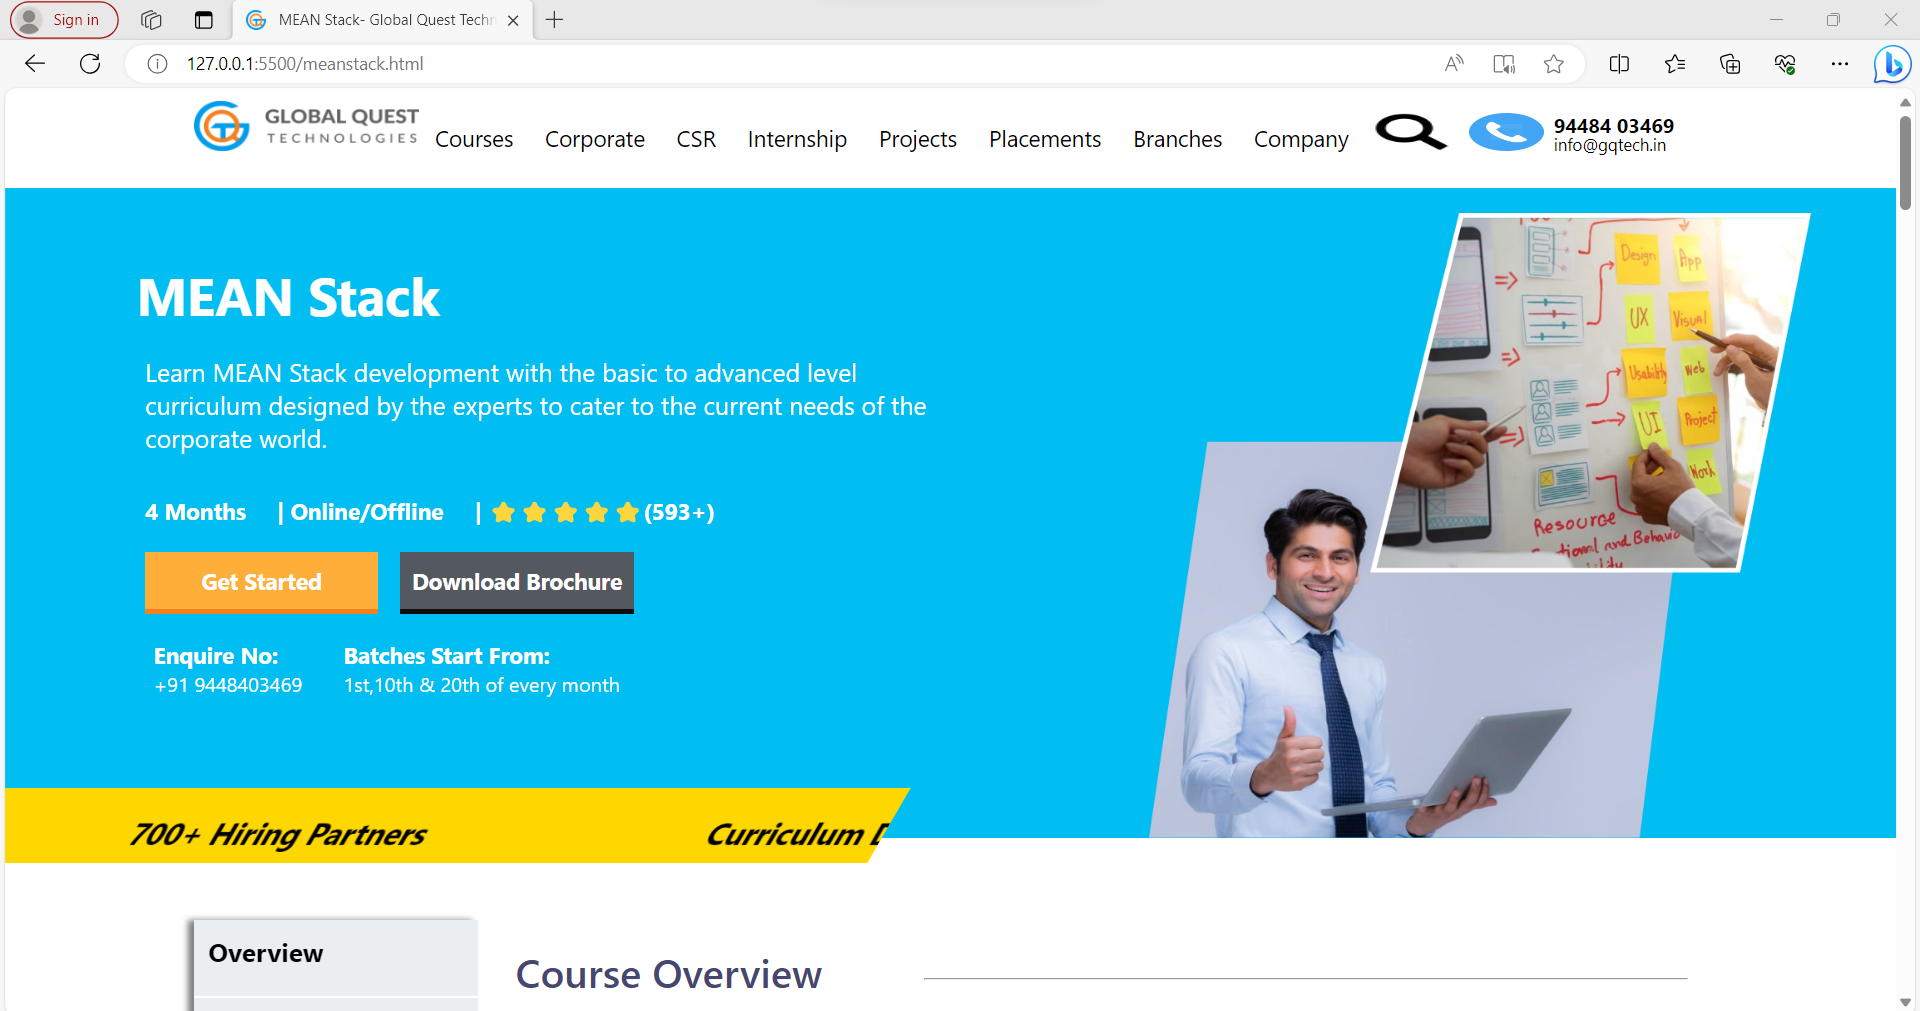 Sign in
MEAN Stack- Global Quest Techn
127.0.0.1:5500/meanstack.html
GLOBAL QUEST
TECHNOLOGIES
Courses Corporate CSR Internship Projects Placements Branches Company
94484 03469
info@gqtech.in
MEAN Stack
Learn MEAN Stack development with the basic to advanced level
curriculum designed by the experts to cater to the current needs of the
corporate world.
4 Months | Online/Offline | (593+)
Get Started
Download Brochure
Enquire No:
+91 9448403469
Batches Start From:
1st,10th & 20th of every month
Design
App
UX
Visual
Usability
Web
UI
Project
Work
Resource
and Behavio
700+ Hiring Partners
Curriculum D
Overview
Course Overview